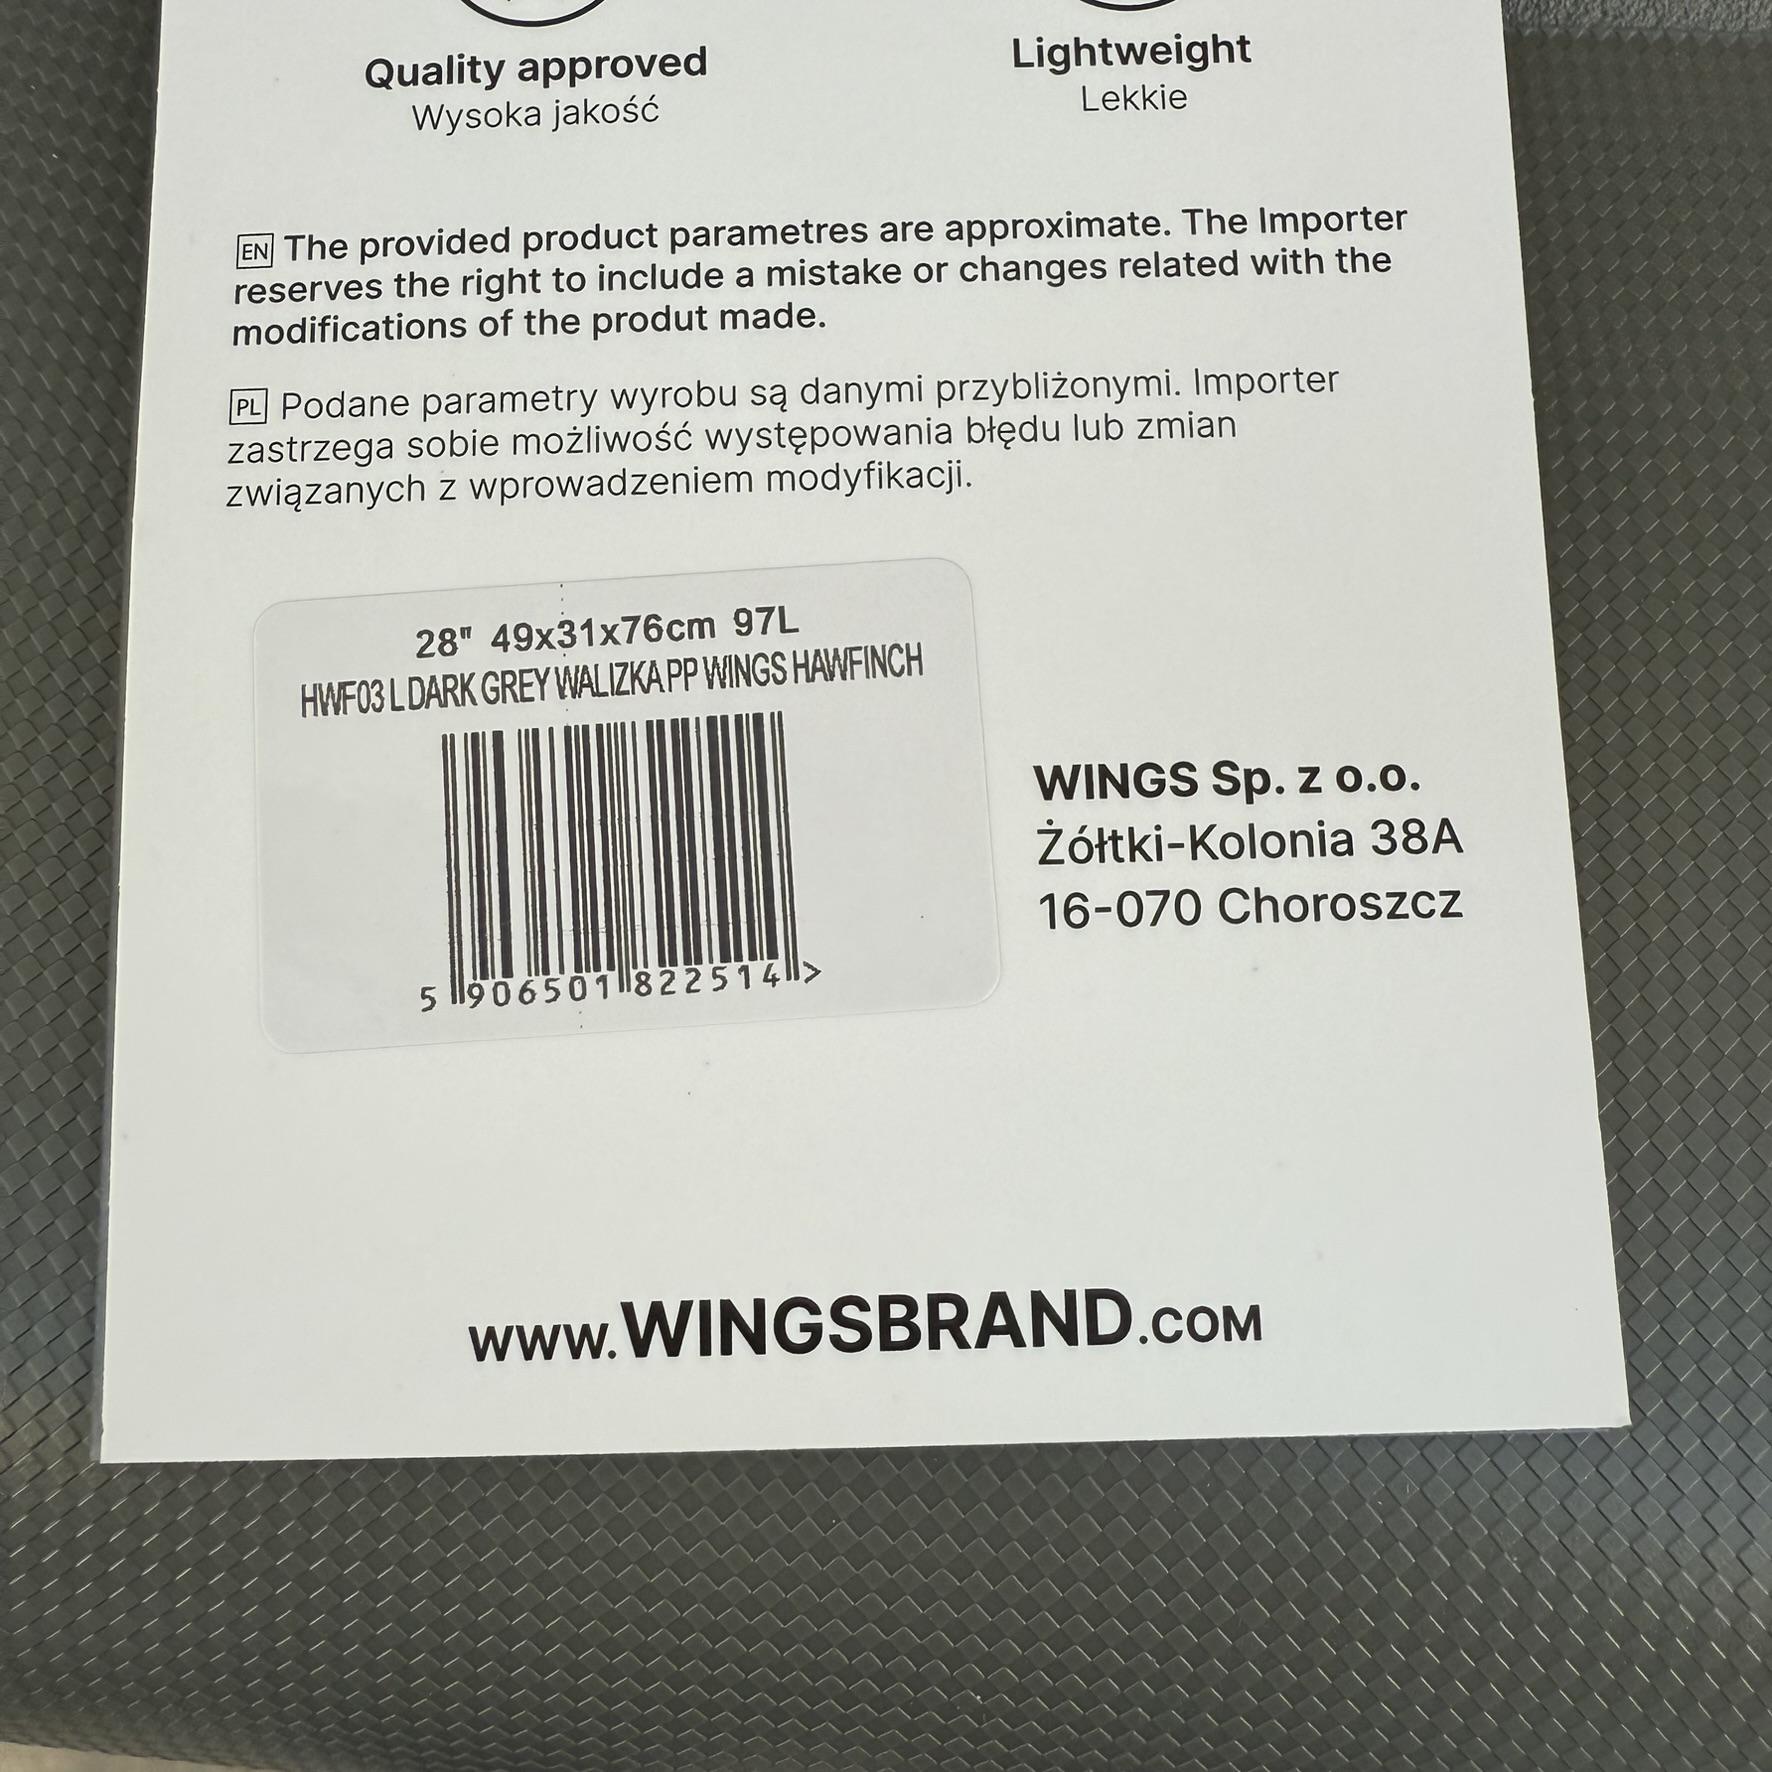 Quality approved
Wysoka jakość
Lightweight
Lekkie
EN The provided product parametres are approximate. The Importer
reserves the right to include a mistake or changes related with the
modifications of the produt made.
PL Podane parametry wyrobu są danymi przybliżonymi. Importer
zastrzega sobie możliwość występowania błędu lub zmian
związanych z wprowadzeniem modyfikacji.
28" 49x31x76cm 97L
HWF03 L DARK GREY WALIZKA PP WINGS HAWFINCH
5 906501 822514 >
WINGS Sp. z o.o.
Żółtki-Kolonia 38A
16-070 Choroszcz
www.WINGSBRAND.COM